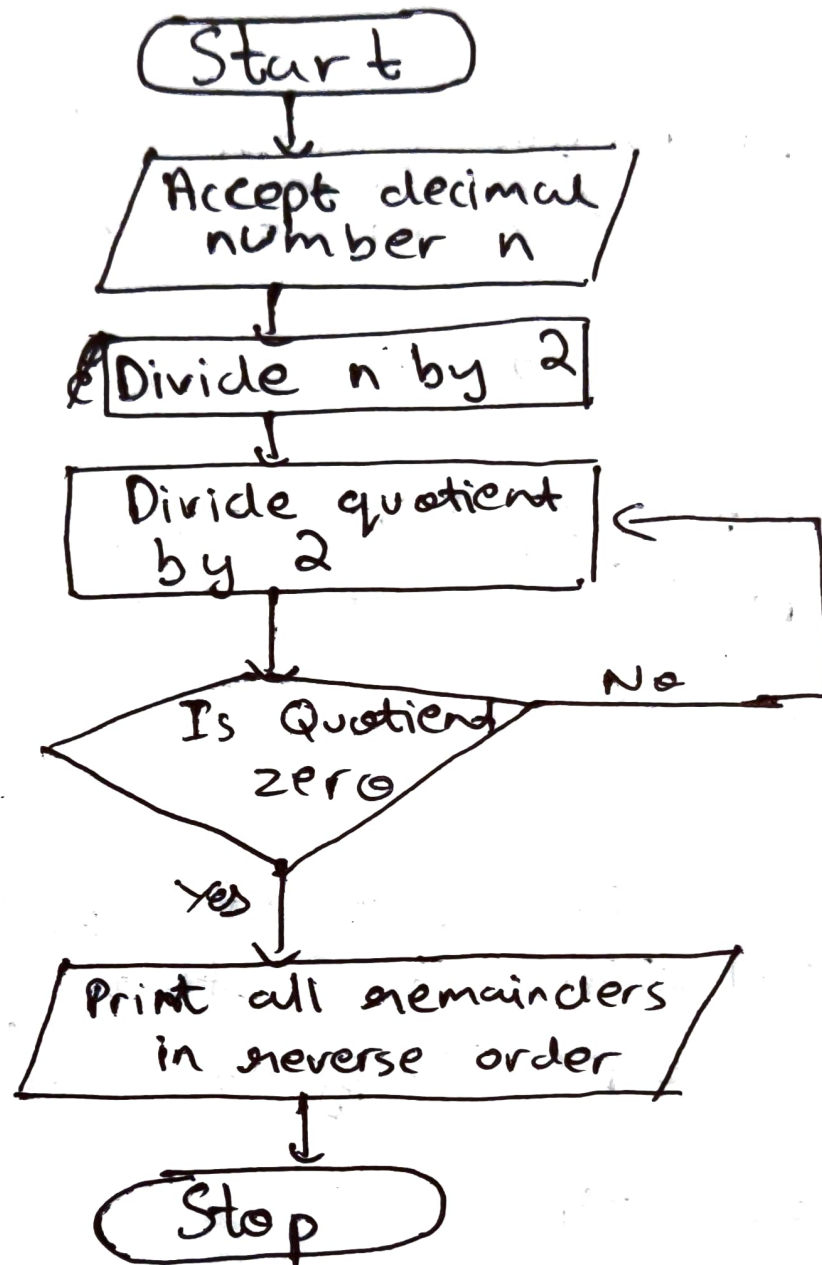 Start
Accept decimal
number n
Divide n by 2
Divide quotient
by 2
Is Quotient
zero
No
Yes
Print all remainders
in reverse order
Stop